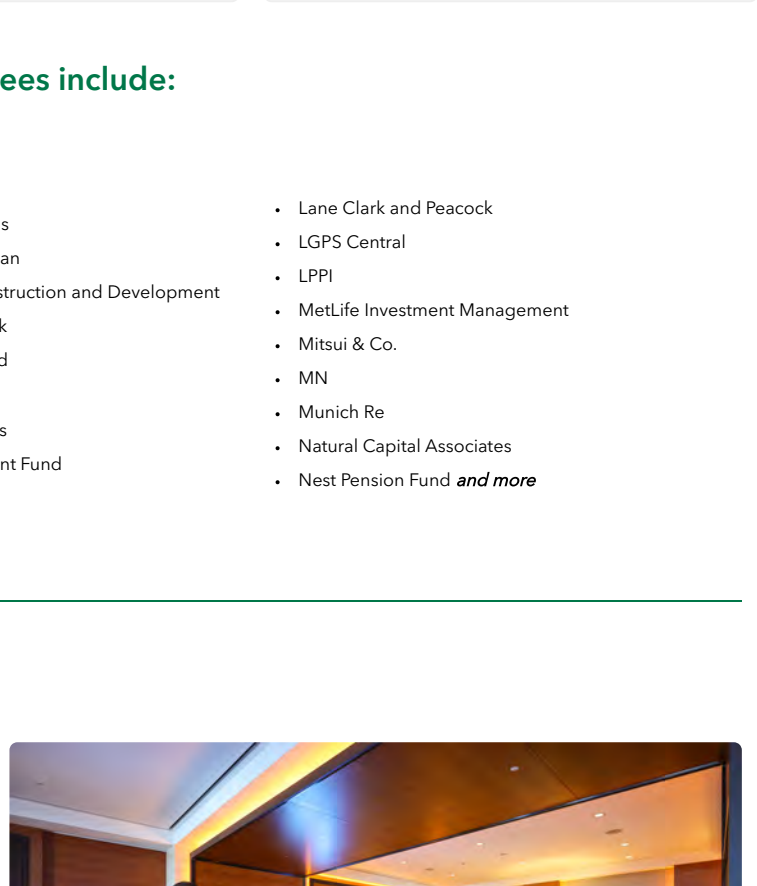 ees include:
s
an
struction and Development
k
d
s
nt Fund
• Lane Clark and Peacock
• LGPS Central
• LPPI
• MetLife Investment Management
• Mitsui & Co.
• MN
• Munich Re
• Natural Capital Associates
• Nest Pension Fund and more